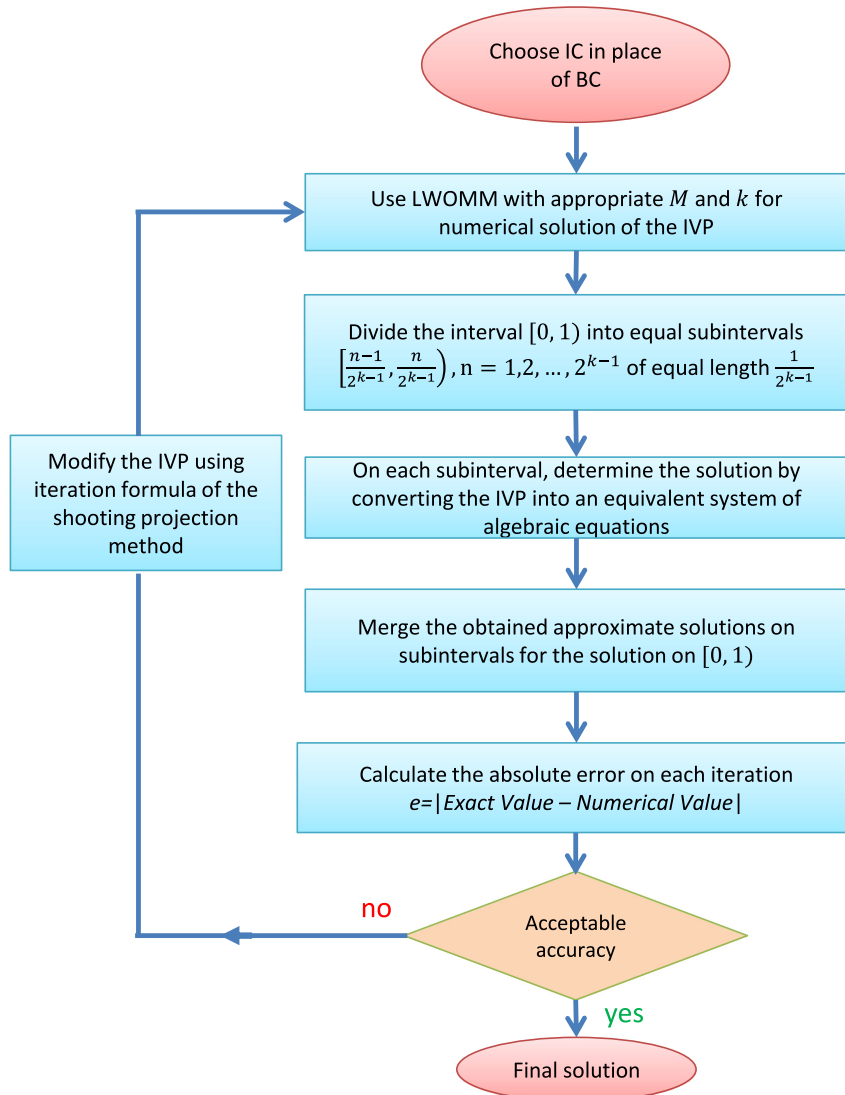 Choose IC in place
of BC
Use LWOMM with appropriate M and k for
numerical solution of the IVP
Divide the interval [0, 1) into equal subintervals
[\frac{n−1}{2^{k−1}}, \frac{n}{2^{k−1}}) , n = 1,2, … , 2^{k−1} of equal length \frac{1}{2^{k−1}}
On each subinterval, determine the solution by
converting the IVP into an equivalent system of
algebraic equations
Modify the IVP using
iteration formula of the
shooting projection
method
Merge the obtained approximate solutions on
subintervals for the solution on [0, 1)
Calculate the absolute error on each iteration
e=|Exact Value – Numerical Value|
no
Acceptable
accuracy
yes
Final solution